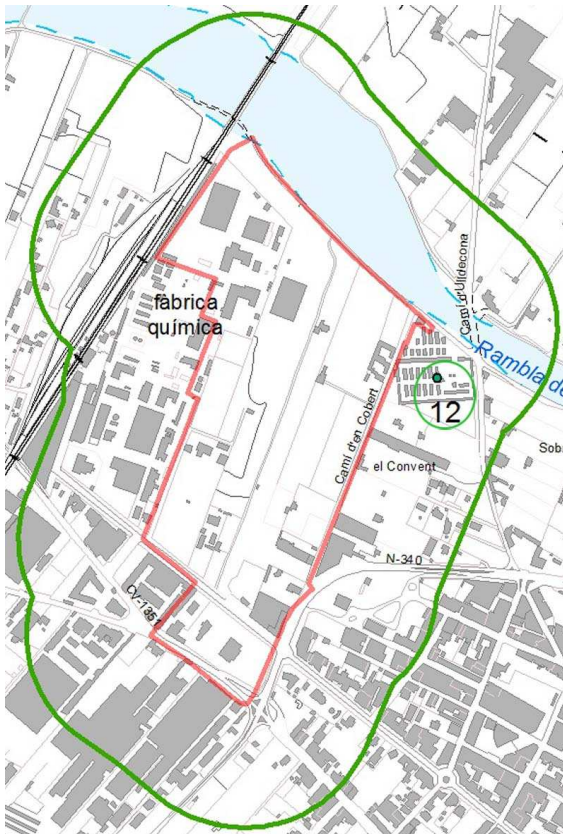 Camí d'Ulldecona
fàbrica
química
Rambla de
12
Camí d'en Cobert
el Convent
Sobr
N-340
CV-1351